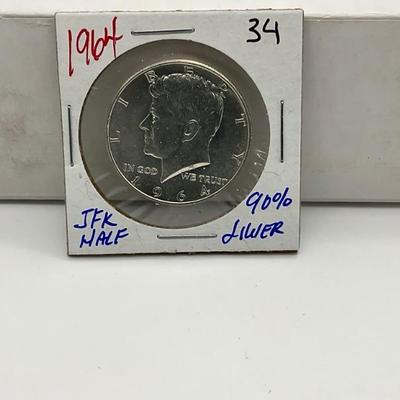 1964 34
LIBERTY
IN GOD WE TRUST
1964
JFK 90%
HALF SILVER